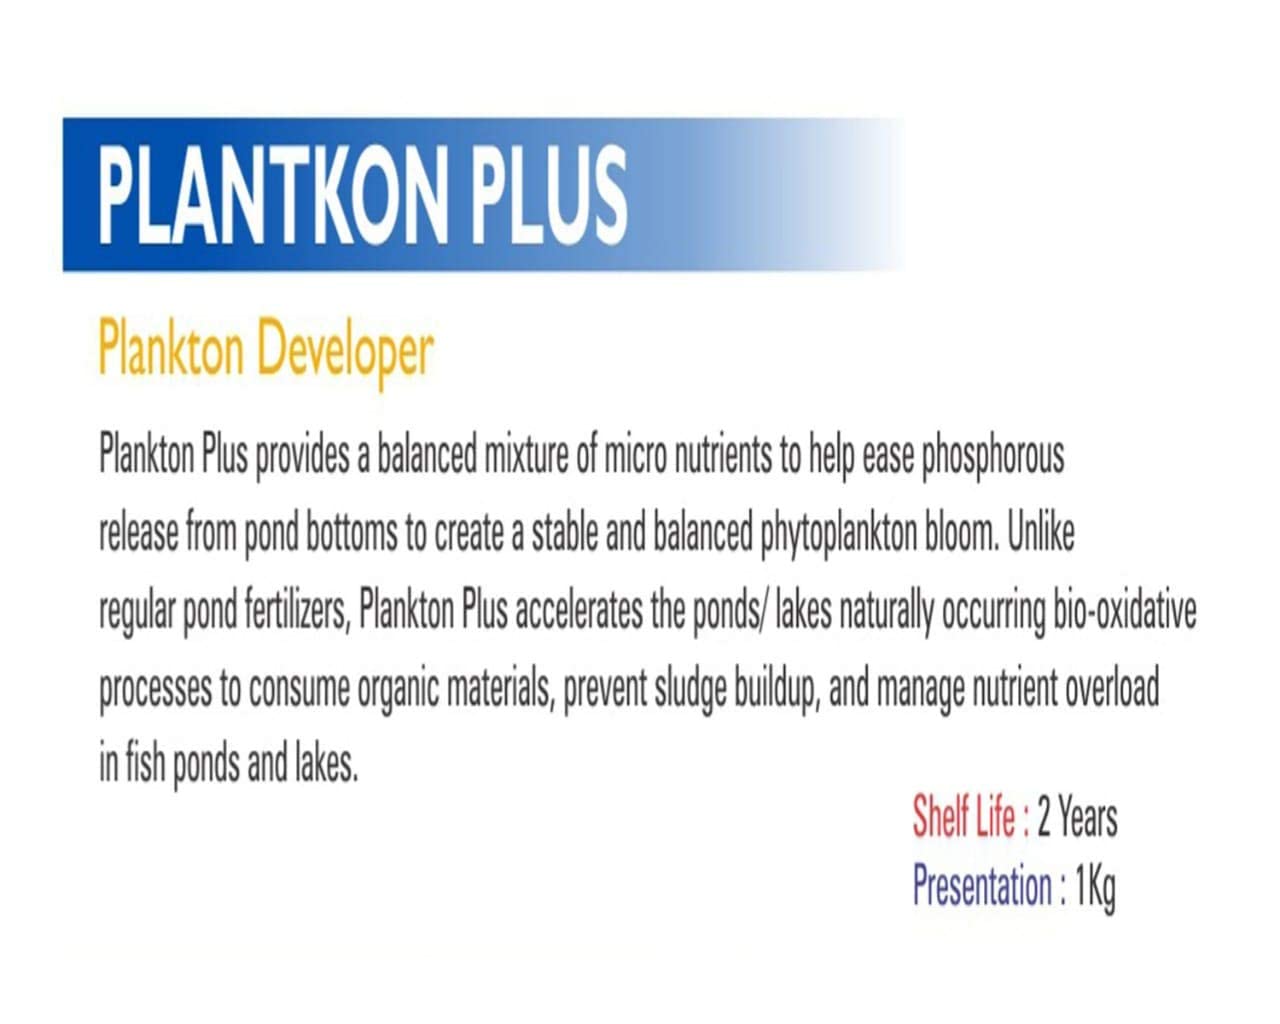 PLANTKON PLUS
Plankton Developer
Plankton Plus provides a balanced mixture of micro nutrients to help ease phosphorous
release from pond bottoms to create a stable and balanced phytoplankton bloom. Unlike
regular pond fertilizers, Plankton Plus accelerates the ponds/ lakes naturally occurring bio-oxidative
processes to consume organic materials, prevent sludge buildup, and manage nutrient overload
in fish ponds and lakes.
Shelf Life : 2 Years
Presentation : 1Kg